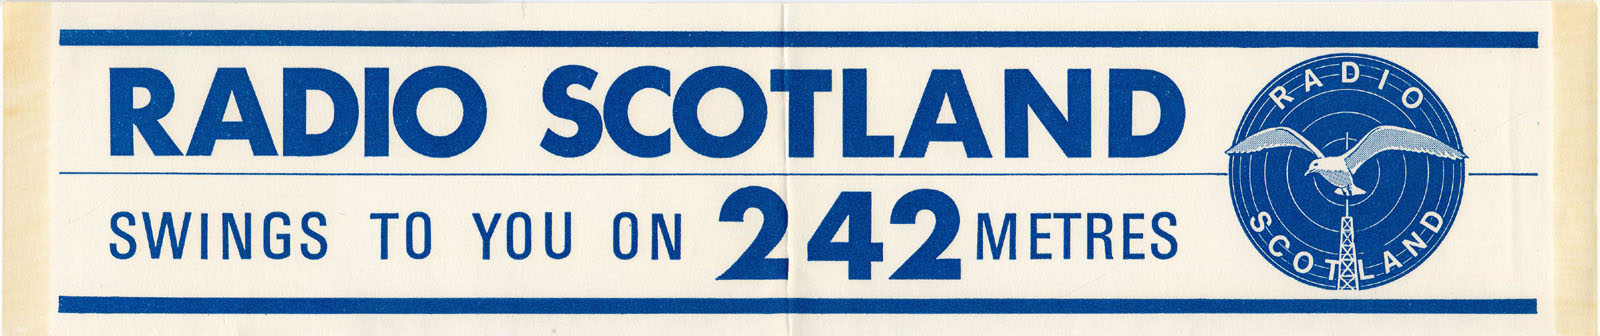 RADIO SCOTLAND
SWINGS TO YOU ON 242 METRES
RADIO
SCOTLAND